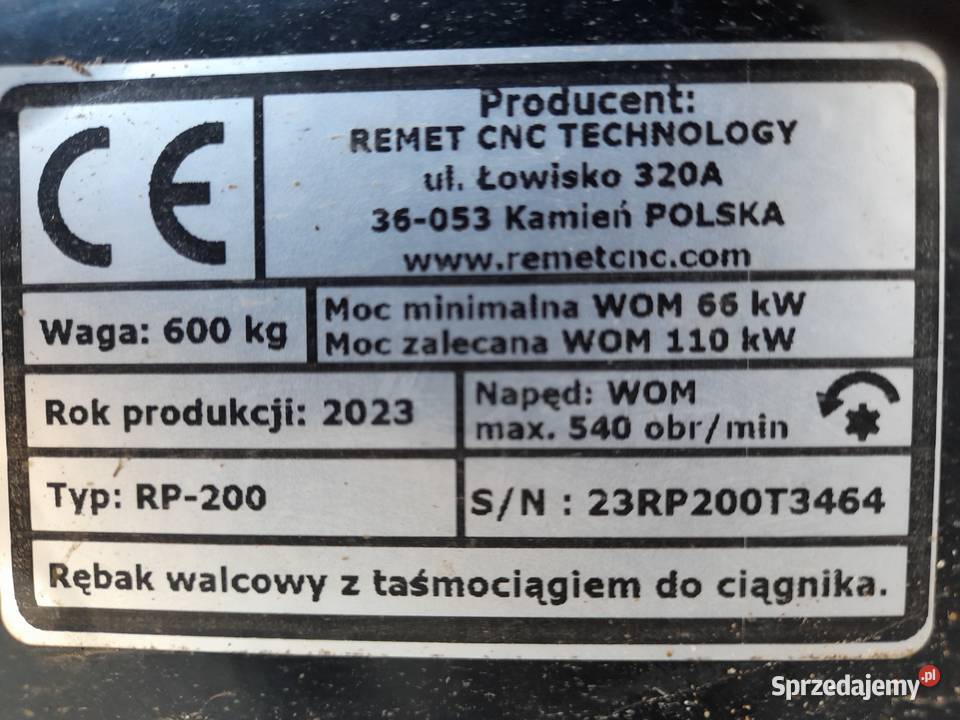 CE
Producent:
REMET CNC TECHNOLOGY
ul. Łowisko 320A
36-053 Kamień POLSKA
www.remetcnc.com
Waga: 600 kg
Moc minimalna WOM 66 kW
Moc zalecana WOM 110 kW
Rok produkcji: 2023
Napęd: WOM
max. 540 obr/min
Typ: RP-200
S/N : 23RP200T3464
Rębak walcowy z taśmociągiem do ciągnika.
Sprzedajemy.pl